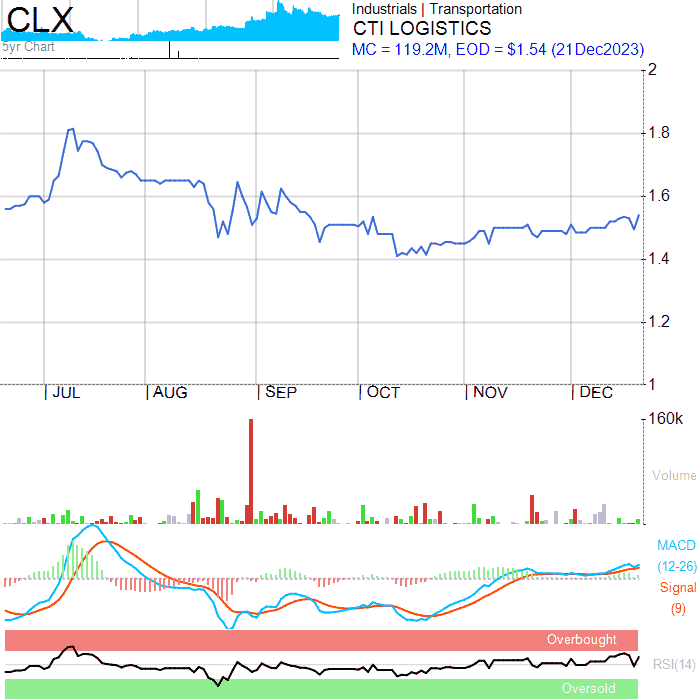 CLX
5yr Chart
Industrials | Transportation
CTI LOGISTICS
MC = 119.2M, EOD = $1.54 (21Dec2023)
2
1.8
1.6
1.4
1.2
1
JUL AUG SEP OCT NOV DEC
160k
Volume
MACD
(12-26)
Signal
(9)
Overbought
RSI(14)
Oversold